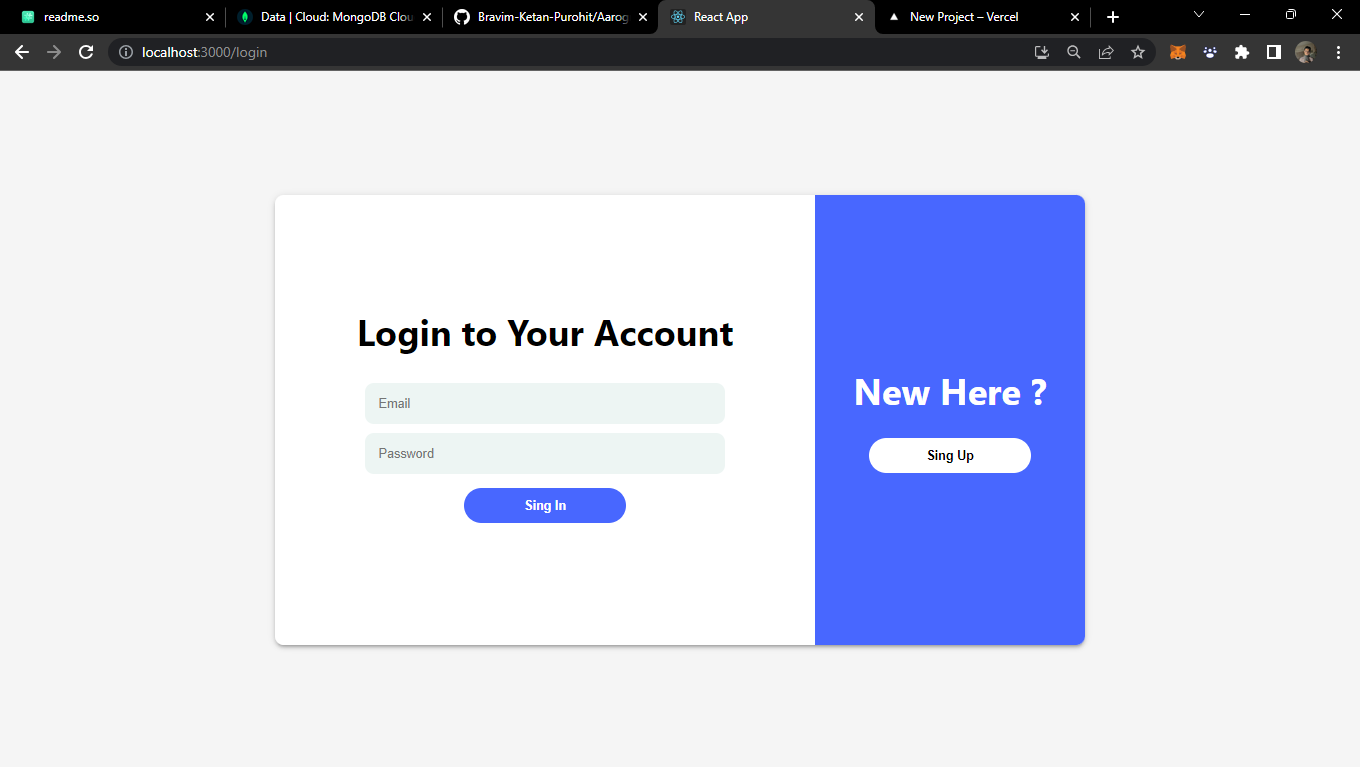 readme.so
Data | Cloud: MongoDB Clou
Bravim-Ketan-Purohit/Aarog
React App
New Project – Vercel
localhost:3000/login
Login to Your Account
Email
Password
Sing In
New Here ?
Sing Up